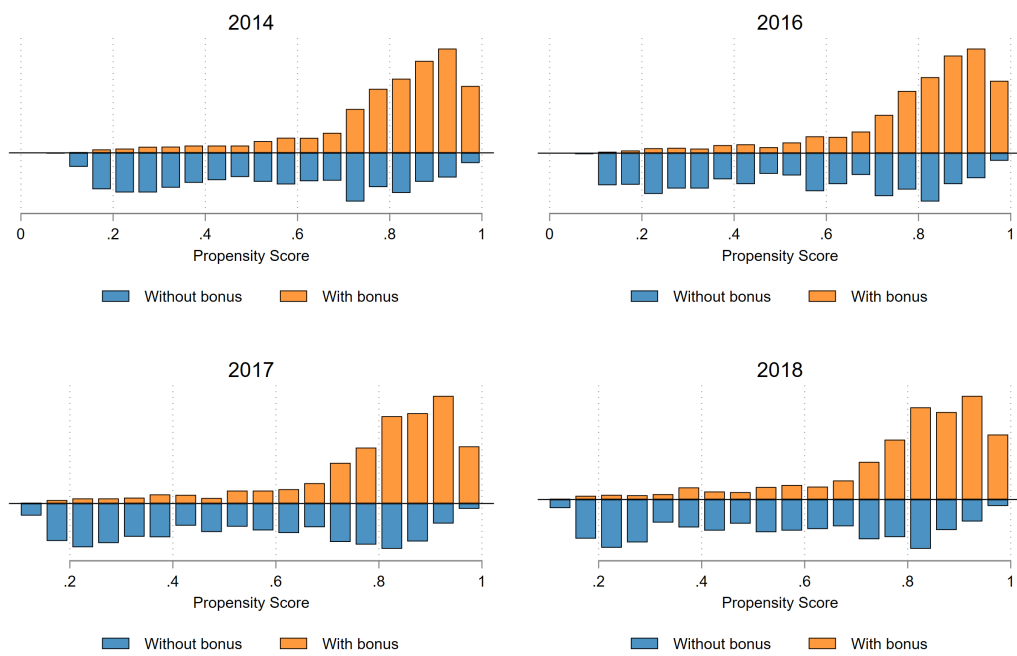 2014
0 .2 .4 .6 .8 1
Propensity Score
Without bonus With bonus
2016
0 .2 .4 .6 .8 1
Propensity Score
Without bonus With bonus
2017
.2 .4 .6 .8 1
Propensity Score
Without bonus With bonus
2018
.2 .4 .6 .8 1
Propensity Score
Without bonus With bonus